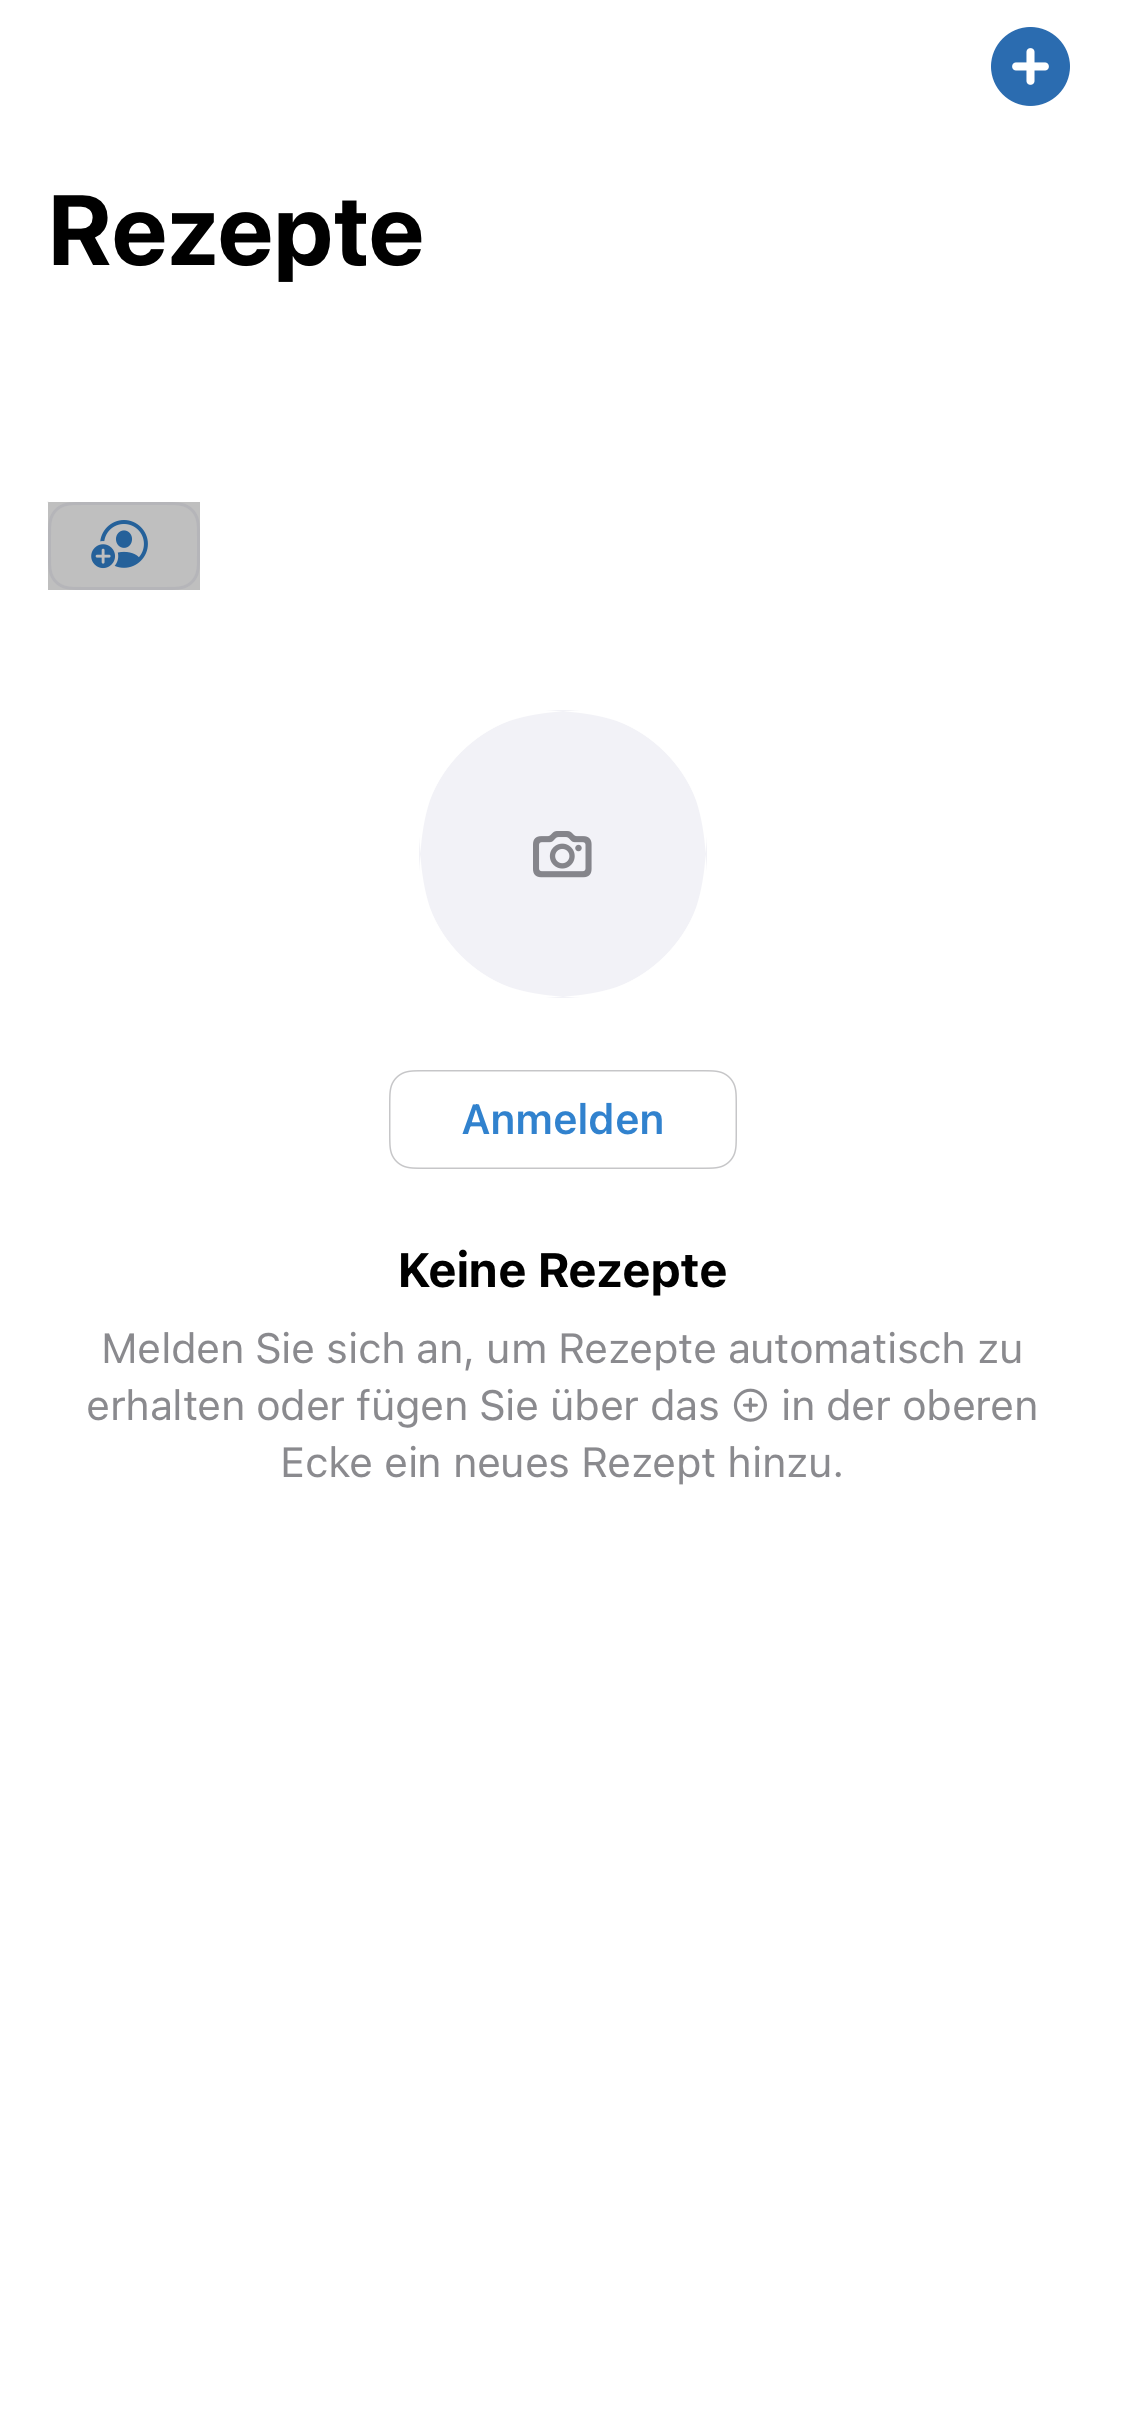 Rezepte
Anmelden
Keine Rezepte
Melden Sie sich an, um Rezepte automatisch zu
erhalten oder fügen Sie über das ⊕ in der oberen
Ecke ein neues Rezept hinzu.